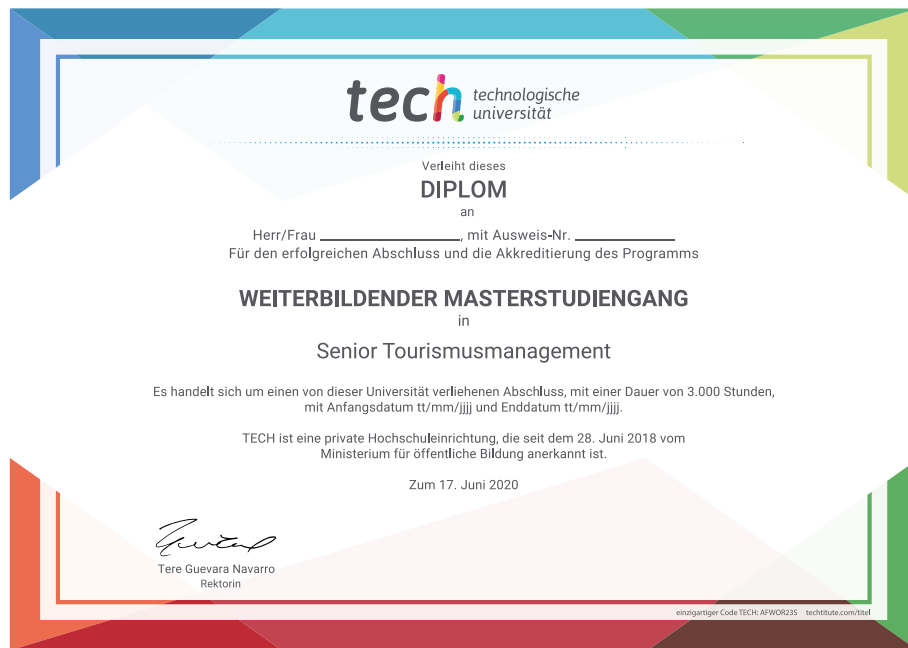 tech technologische
universität
Verleiht dieses
DIPLOM
an
Herr/Frau ____________________, mit Ausweis-Nr. ______________
Für den erfolgreichen Abschluss und die Akkreditierung des Programms
WEITERBILDENDER MASTERSTUDIENGANG
in
Senior Tourismusmanagement
Es handelt sich um einen von dieser Universität verliehenen Abschluss, mit einer Dauer von 3.000 Stunden,
mit Anfangsdatum tt/mm/jjjj und Enddatum tt/mm/jjjj.
TECH ist eine private Hochschuleinrichtung, die seit dem 28. Juni 2018 vom
Ministerium für öffentliche Bildung anerkannt ist.
Zum 17. Juni 2020
Tere Guevara Navarro
Rektorin
einzigartiger Code TECH: AFWOR23S techtitute.com/titel